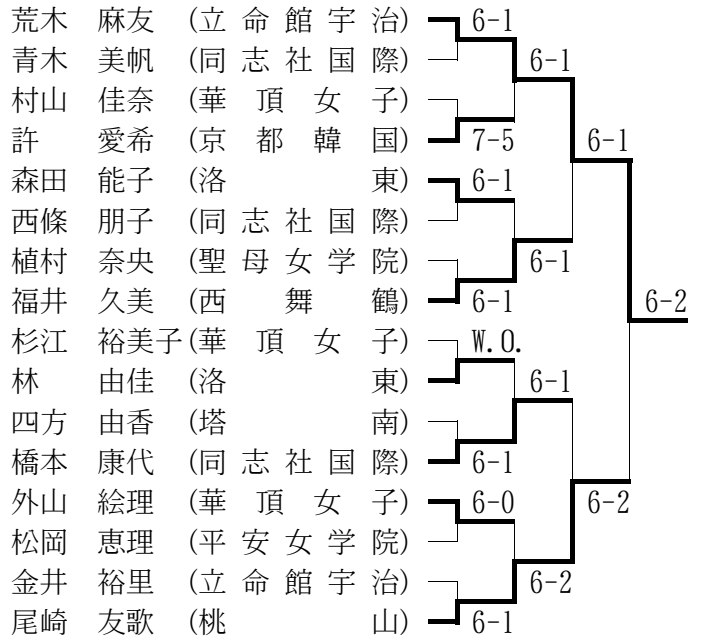 荒木 麻友 (立命館宇治) 6-1
青木 美帆 (同志社国際) 6-1
村山 佳奈 (華頂女子)
許 愛希 (京都韓国) 7-5 6-1
森田 能子 (洛東) 6-1
西條 朋子 (同志社国際)
植村 奈央 (聖母女学院) 6-1
福井 久美 (西舞鶴) 6-1 6-2
杉江 裕美子 (華頂女子) W.O.
林 由佳 (洛東) 6-1
四方 由香 (塔南)
橋本 康代 (同志社国際) 6-1
外山 絵理 (華頂女子) 6-0 6-2
松岡 恵理 (平安女学院)
金井 裕里 (立命館宇治) 6-2
尾崎 友歌 (桃山) 6-1